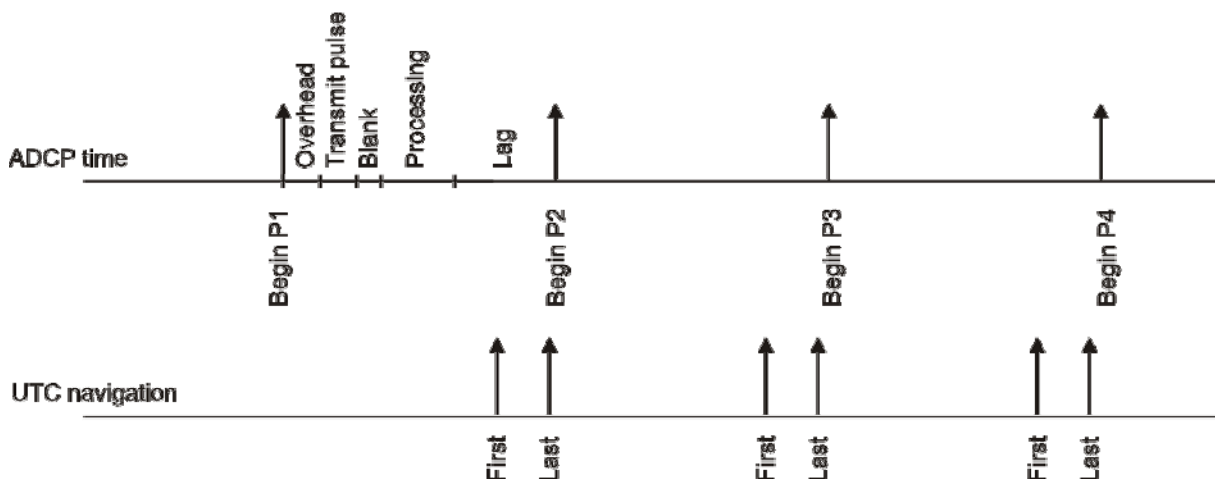 ADCP time
Overhead
Transmit pulse
Blank
Processing
Lag
Begin P1
Begin P2
Begin P3
Begin P4
UTC navigation
First
Last
First
Last
First
Last